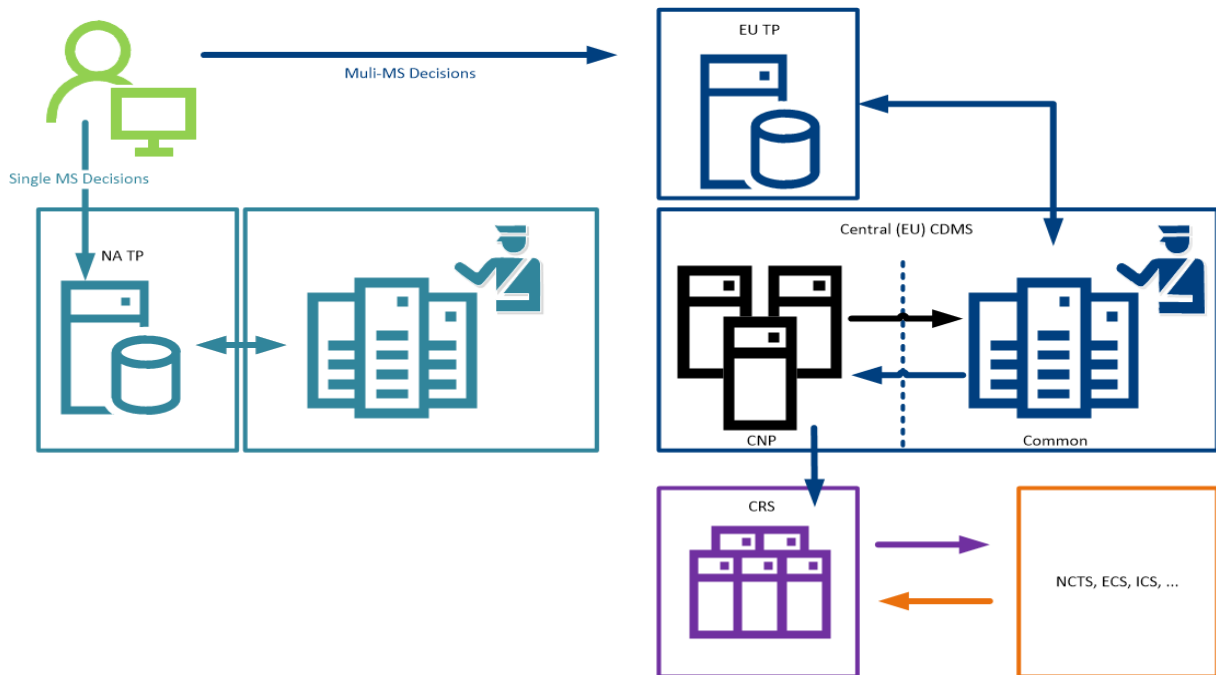 EU TP
Muli-MS Decisions
Single MS Decisions
NA TP
Central (EU) CDMS
CNP
Common
CRS
NCTS, ECS, ICS, ...